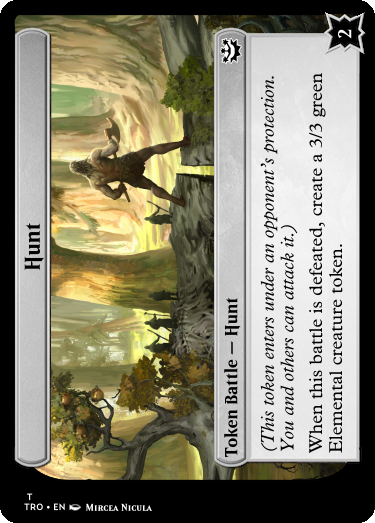 Hunt
Token Battle — Hunt
(This token enters under an opponent's protection.
You and others can attack it.)
When this battle is defeated, create a 3/3 green
Elemental creature token.
2
T
TRO • EN Mircea Nicula